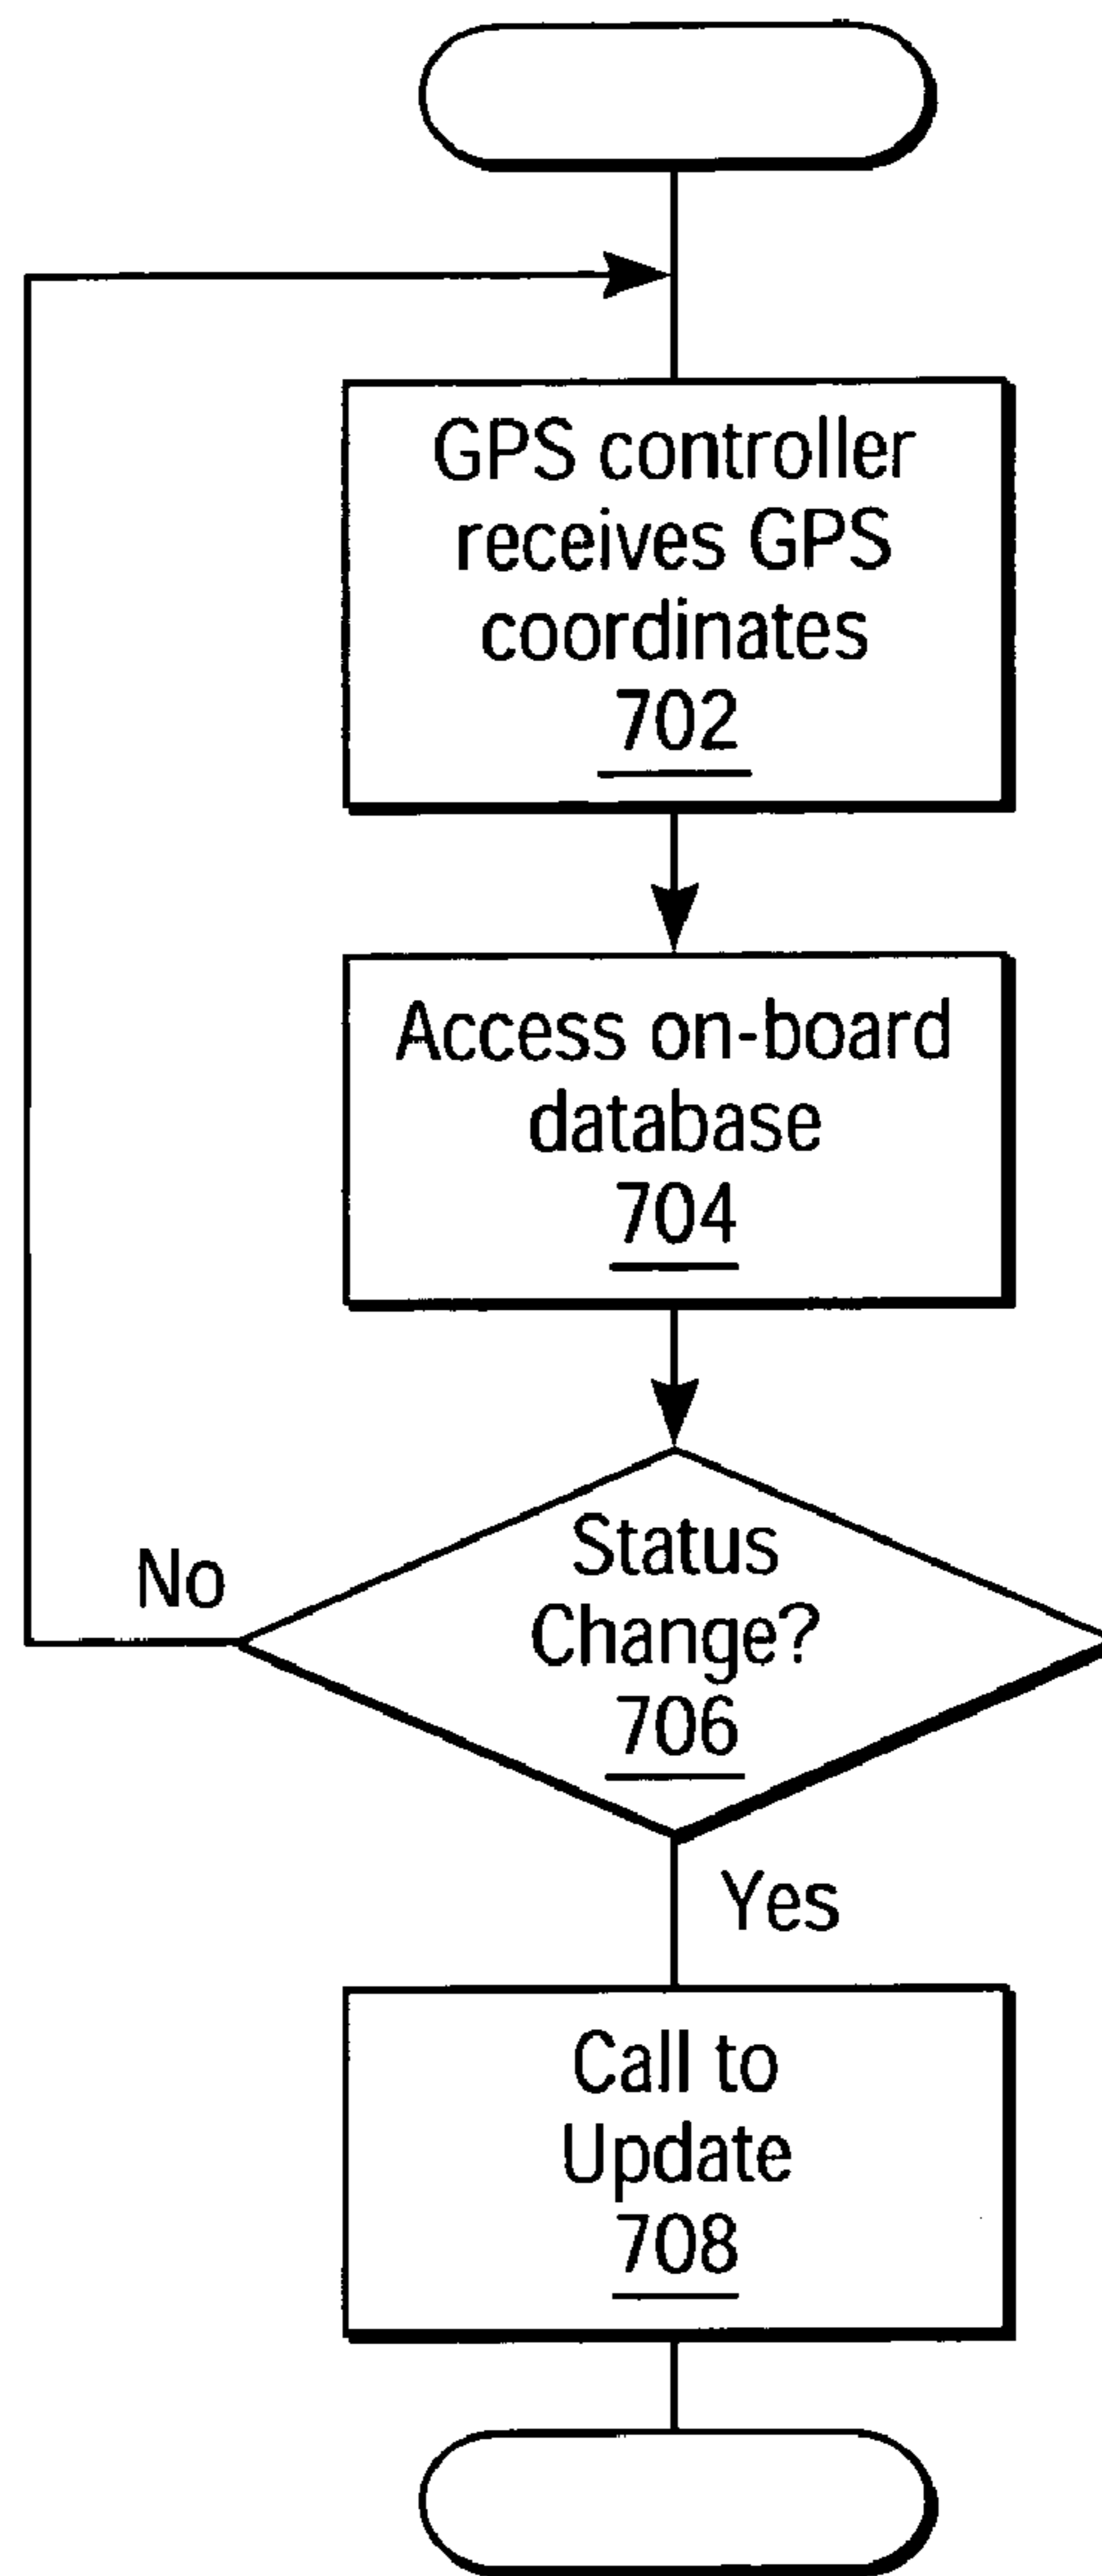 GPS controller
receives GPS
coordinates
702
Access on-board
database
704
Status
Change?
706
No
Yes
Call to
Update
708